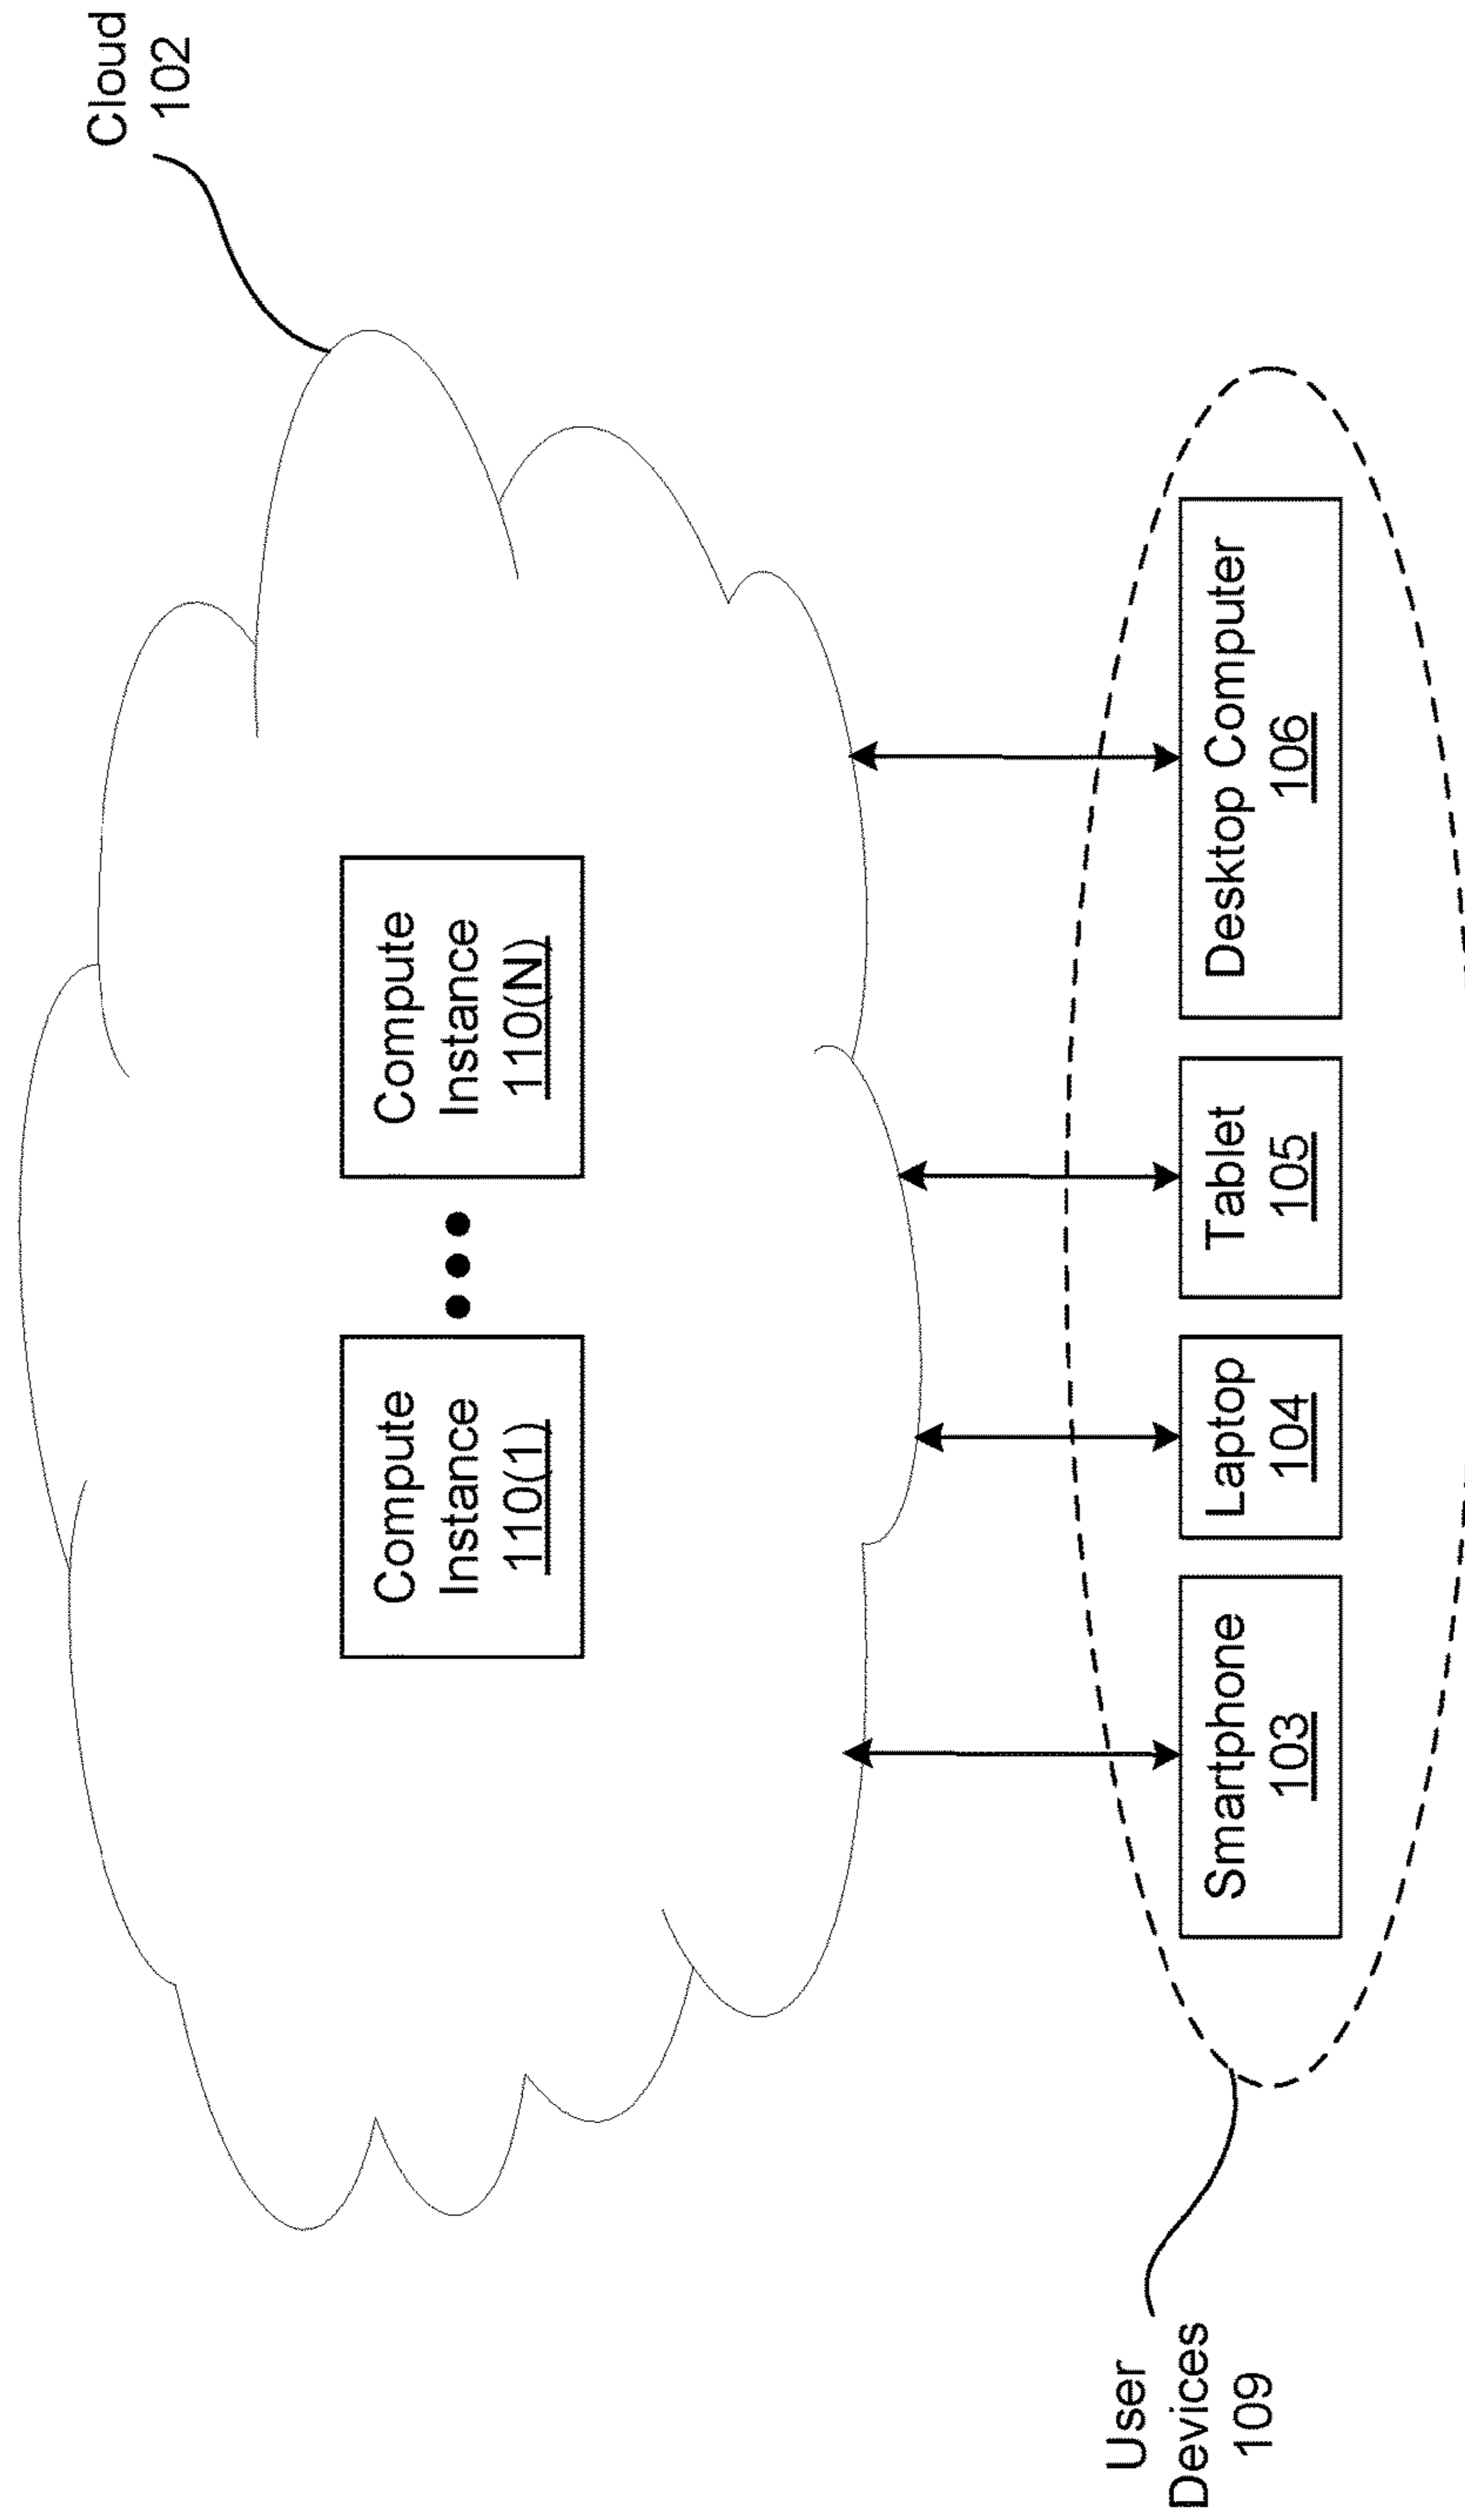 Cloud
102
Compute
Instance
110(1)
Compute
Instance
110(N)
User
Devices
109
Smartphone
103
Laptop
104
Tablet
105
Desktop Computer
106